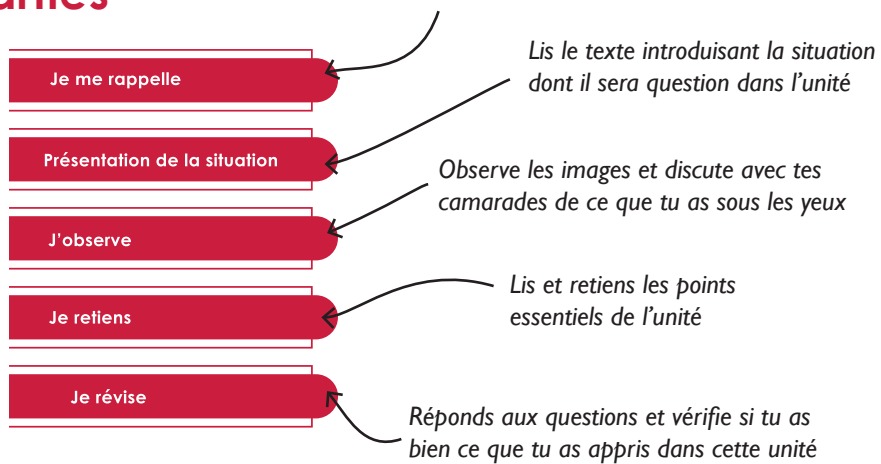 Je me rappelle
Lis le texte introduisant la situation
dont il sera question dans l'unité
Présentation de la situation
Observe les images et discute avec tes
camarades de ce que tu as sous les yeux
J'observe
Lis et retiens les points
essentiels de l'unité
Je retiens
Je révise
Réponds aux questions et vérifie si tu as
bien ce que tu as appris dans cette unité